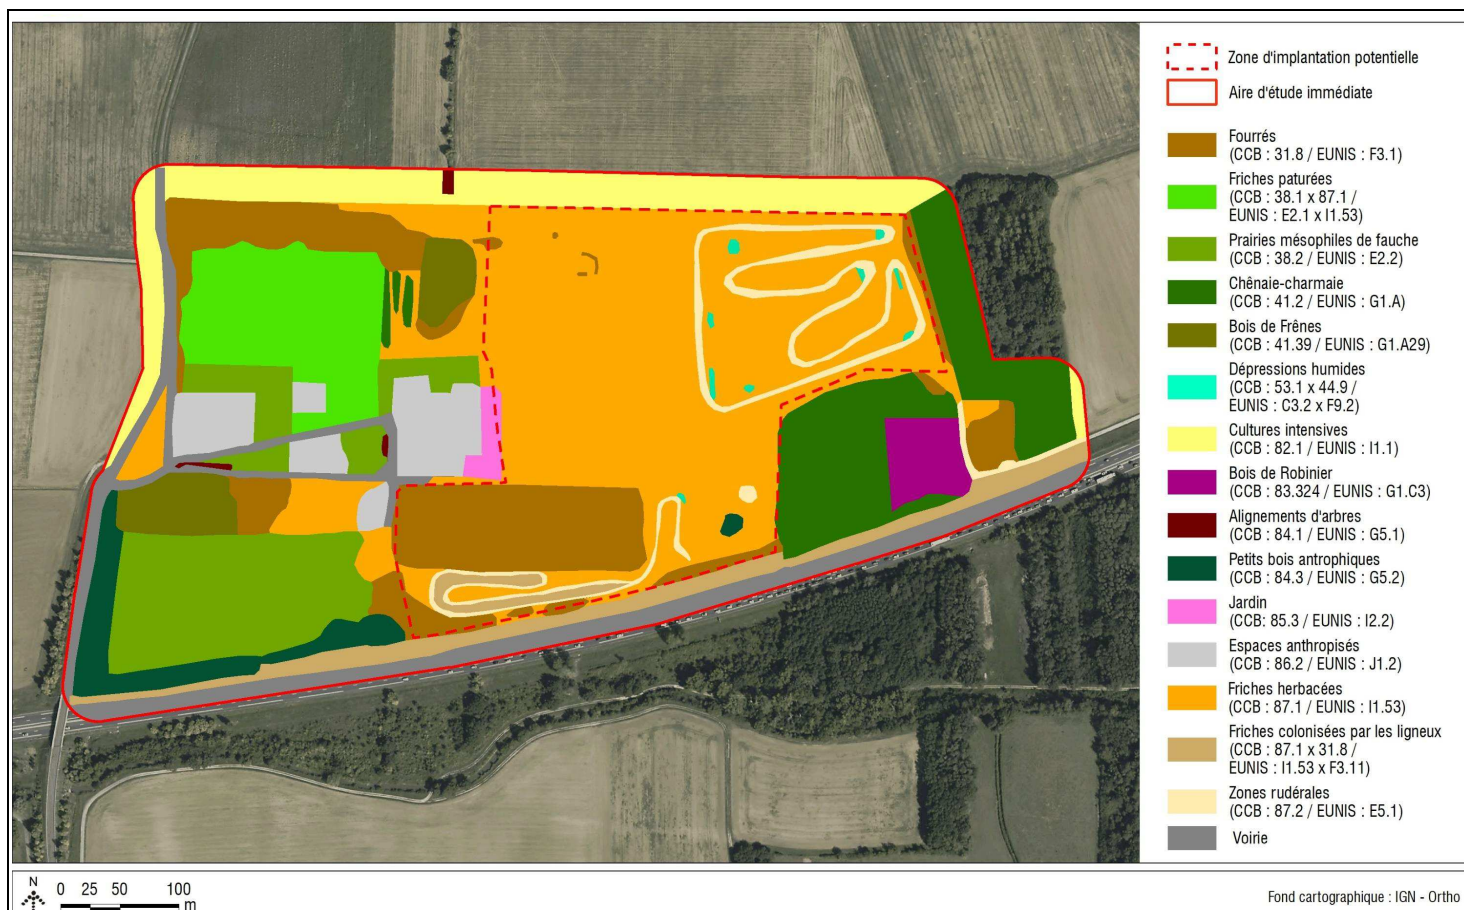 Zone d'implantation potentielle
Aire d'étude immédiate
Fourrés
(CCB : 31.8 / EUNIS : F3.1)
Friches paturées
(CCB : 38.1 x 87.1 /
EUNIS : E2.1 x I1.53)
Prairies mésophiles de fauche
(CCB : 38.2 / EUNIS : E2.2)
Chênaie-charmaie
(CCB : 41.2 / EUNIS : G1.A)
Bois de Frênes
(CCB : 41.39 / EUNIS : G1.A29)
Dépressions humides
(CCB : 53.1 x 44.9 /
EUNIS : C3.2 x F9.2)
Cultures intensives
(CCB : 82.1 / EUNIS : I1.1)
Bois de Robinier
(CCB : 83.324 / EUNIS : G1.C3)
Alignements d'arbres
(CCB : 84.1 / EUNIS : G5.1)
Petits bois antrophiques
(CCB : 84.3 / EUNIS : G5.2)
Jardin
(CCB: 85.3 / EUNIS : I2.2)
Espaces anthropisés
(CCB : 86.2 / EUNIS : J1.2)
Friches herbacées
(CCB : 87.1 / EUNIS : I1.53)
Friches colonisées par les ligneux
(CCB : 87.1 x 31.8 /
EUNIS : I1.53 x F3.11)
Zones rudérales
(CCB : 87.2 / EUNIS : E5.1)
Voirie
N
0 25 50 100
m
Fond cartographique : IGN - Ortho